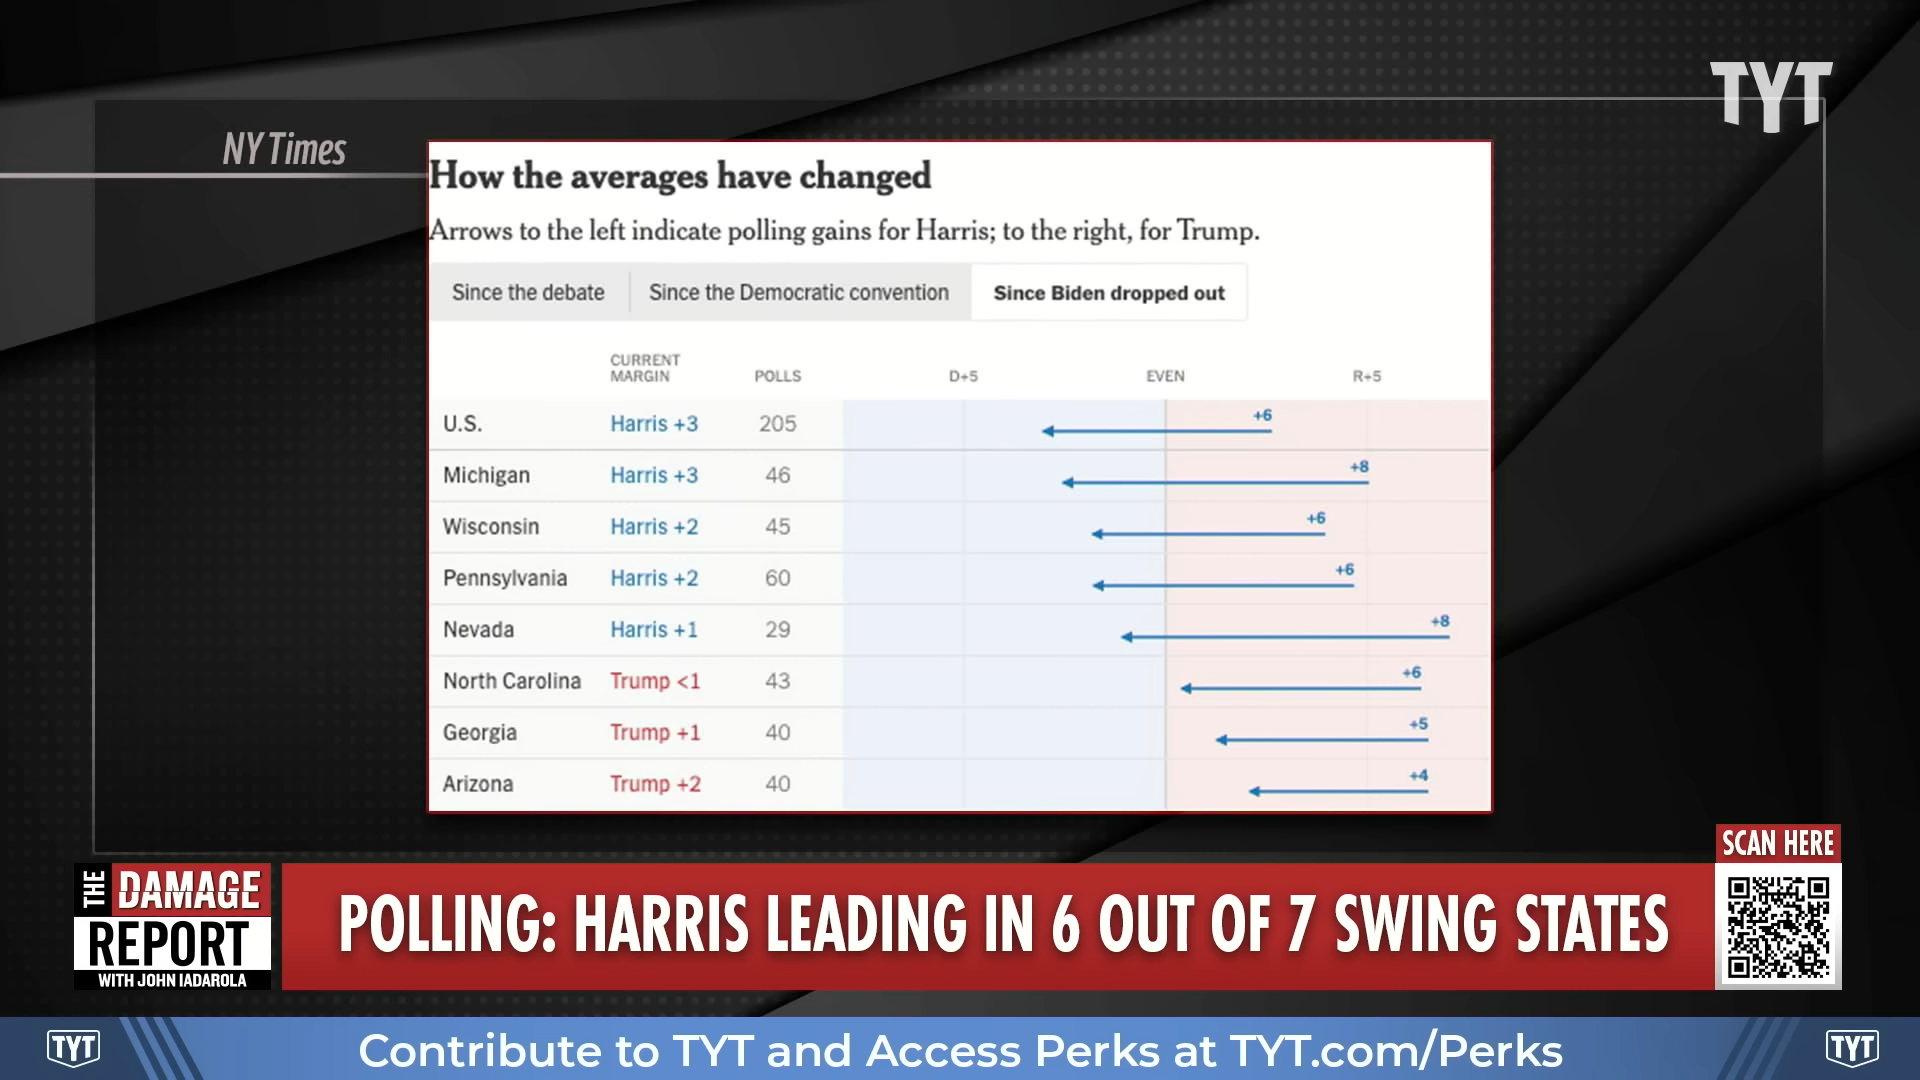 TYT
NY Times
How the averages have changed
Arrows to the left indicate polling gains for Harris; to the right, for Trump.
Since the debate Since the Democratic convention Since Biden dropped out
CURRENT MARGIN POLLS D+5 EVEN R+5
U.S. Harris +3 205 +6
Michigan Harris +3 46 +8
Wisconsin Harris +2 45 +6
Pennsylvania Harris +2 60 +6
Nevada Harris +1 29 +8
North Carolina Trump <1 43 +6
Georgia Trump +1 40 +5
Arizona Trump +2 40 +4
SCAN HERE
THE DAMAGE
REPORT
WITH JOHN IADAROLA
POLLING: HARRIS LEADING IN 6 OUT OF 7 SWING STATES
TYT Contribute to TYT and Access Perks at TYT.com/Perks TYT